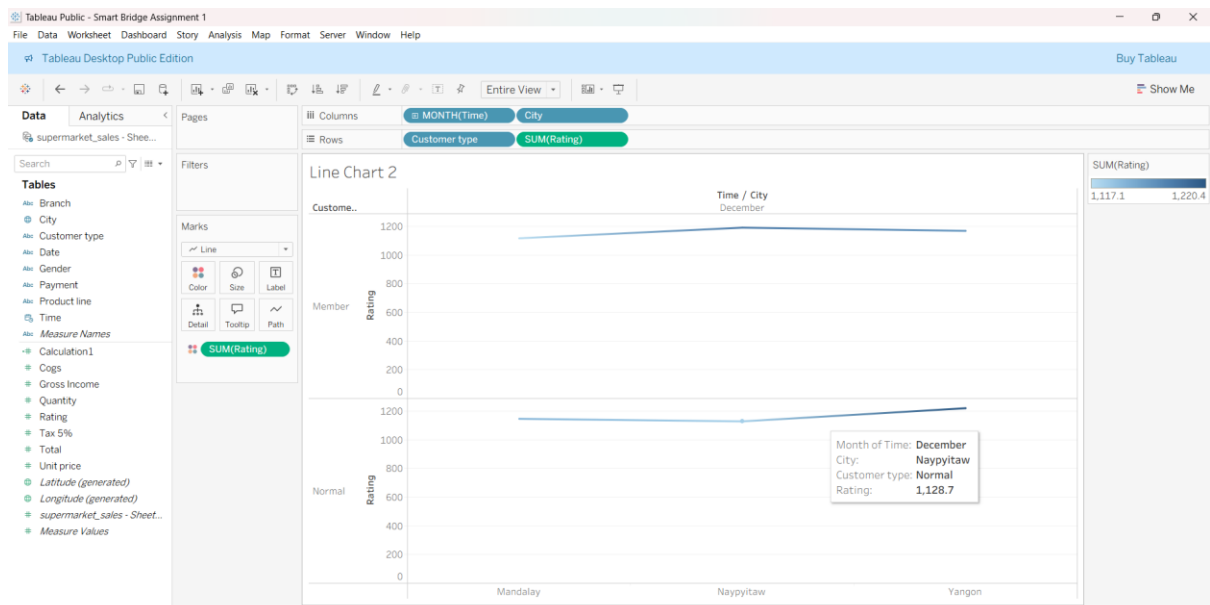 Tableau Public - Smart Bridge Assignment 1
File Data Worksheet Dashboard Story Analysis Map Format Server Window Help
Tableau Desktop Public Edition
Buy Tableau
Entire View
Show Me
Data Analytics
supermarket_sales - Shee...
Search
Tables
Abc Branch
City
Abc Customer type
Abc Date
Abc Gender
Abc Payment
Abc Product line
Time
Abc Measure Names
Calculation1
Cogs
Gross Income
Quantity
Rating
Tax 5%
Total
Unit price
Latitude (generated)
Longitude (generated)
supermarket_sales - Sheet...
Measure Values
Pages
Filters
Marks
Line
Color Size Label
Detail Tooltip Path
SUM(Rating)
Columns MONTH(Time) City
Rows Customer type SUM(Rating)
Line Chart 2
Time / City
Custome.. December
Member
Rating
1200
1000
800
600
400
200
0
Normal
Rating
1200
1000
800
600
400
200
0
Month of Time: December
City: Naypyitaw
Customer type: Normal
Rating: 1,128.7
Mandalay Naypyitaw Yangon
SUM(Rating)
1,117.1 1,220.4